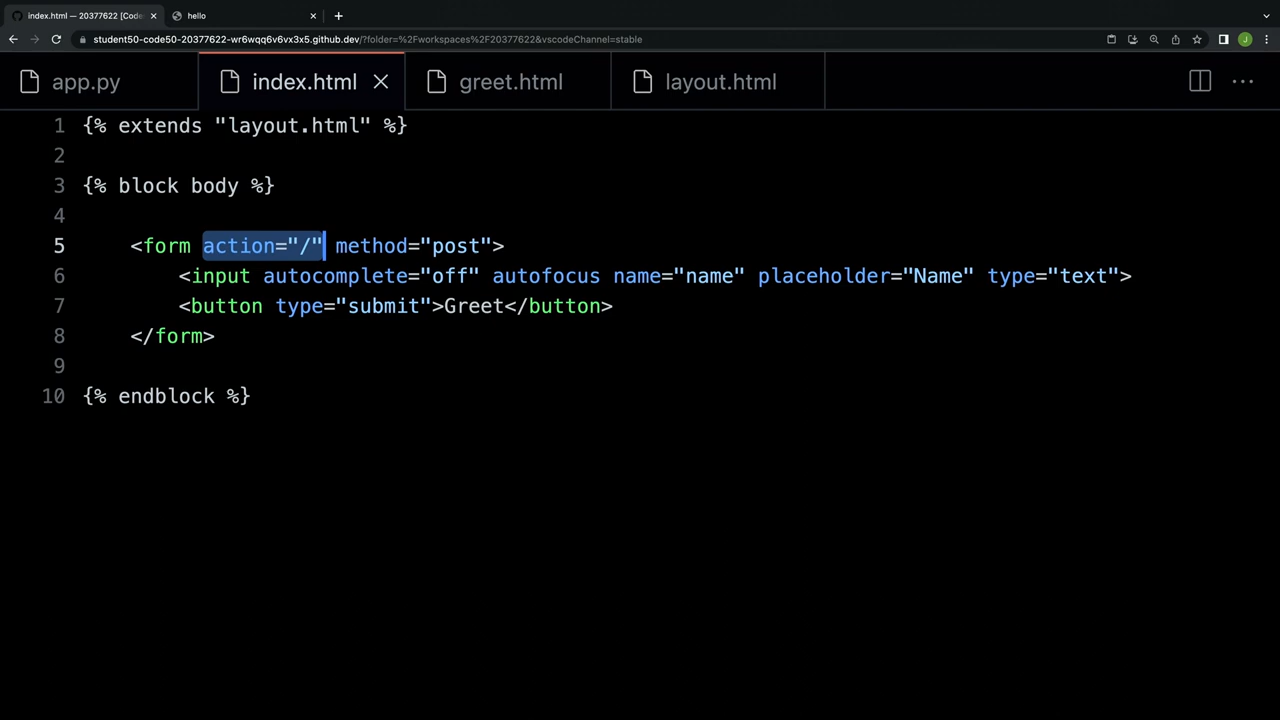 index.html — 20377622 [Code
hello
student50-code50-20377622-wr6wqq6v6vx3x5.github.dev/?folder=%2Fworkspaces%2F20377622&vscodeChannel=stable
J
app.py
index.html
greet.html
layout.html
1 {% extends "layout.html" %}
2
3 {% block body %}
4
5 <form action="/" method="post">
6 <input autocomplete="off" autofocus name="name" placeholder="Name" type="text">
7 <button type="submit">Greet</button>
8 </form>
9
10 {% endblock %}